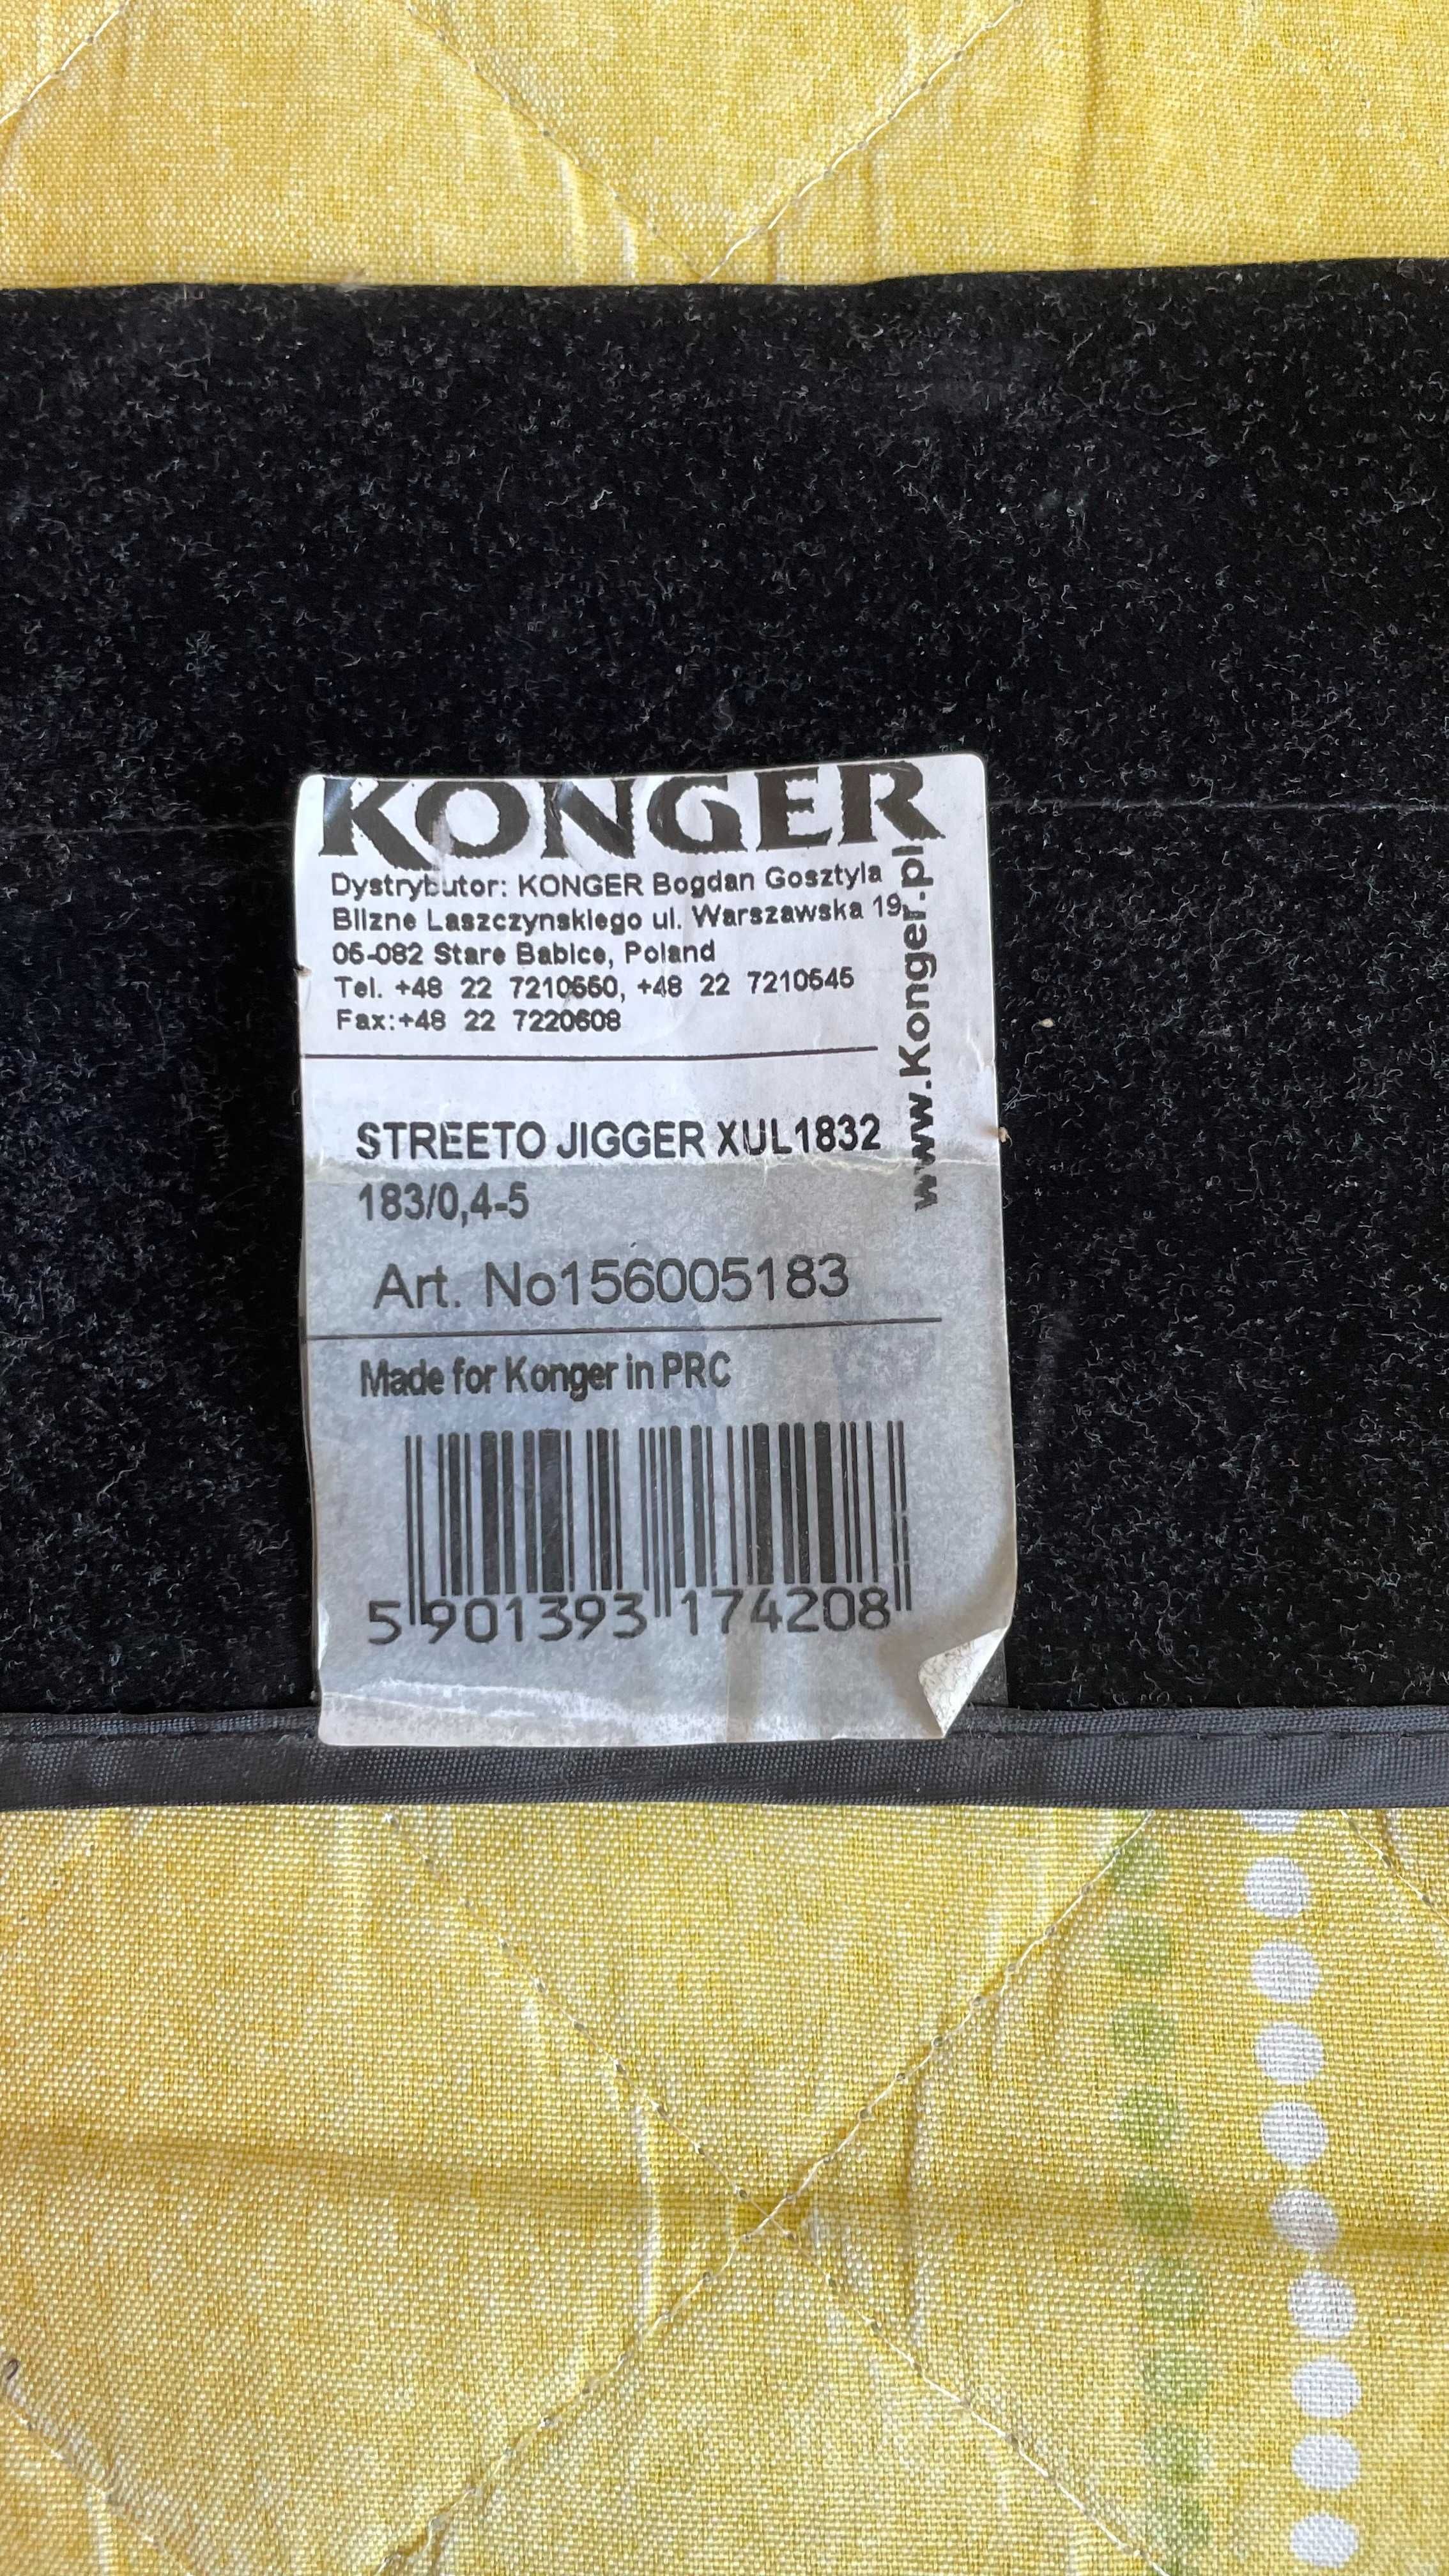 KONGER
Dystrybutor: KONGER Bogdan Gosztyla
Blizne Laszczynskiego ul. Warszawska 19,
05-082 Stare Babice, Poland
Tel. +48 22 7210550, +48 22 7210545
Fax:+48 22 7220608
www.Konger.pl
STREETO JIGGER XUL1832
183/0,4-5
Art. No156005183
Made for Konger in PRC
5 901393 174208